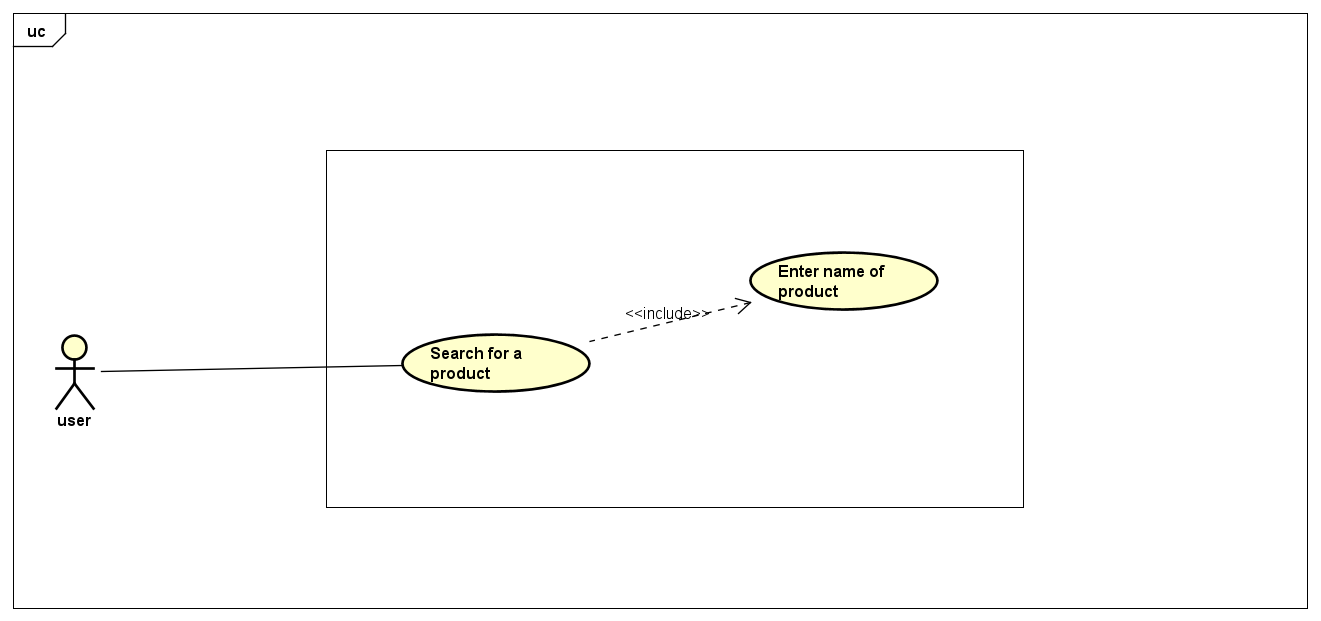 uc
Enter name of
product
<<include>>
Search for a
product
user